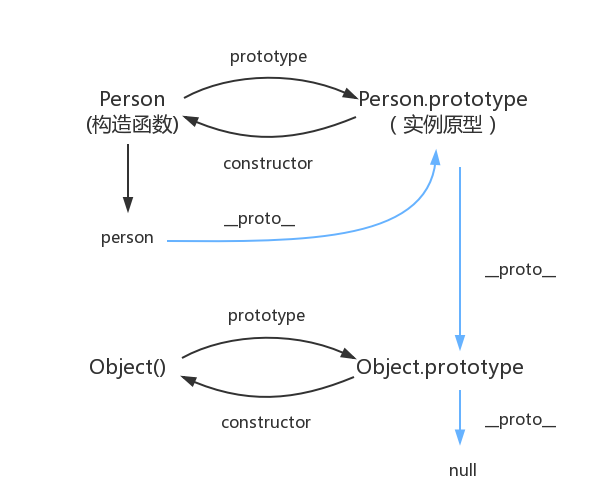 prototype
Person
(构造函数)
Person.prototype
( 实例原型 )
constructor
__proto__
person
__proto__
prototype
Object()
Object.prototype
constructor
__proto__
null